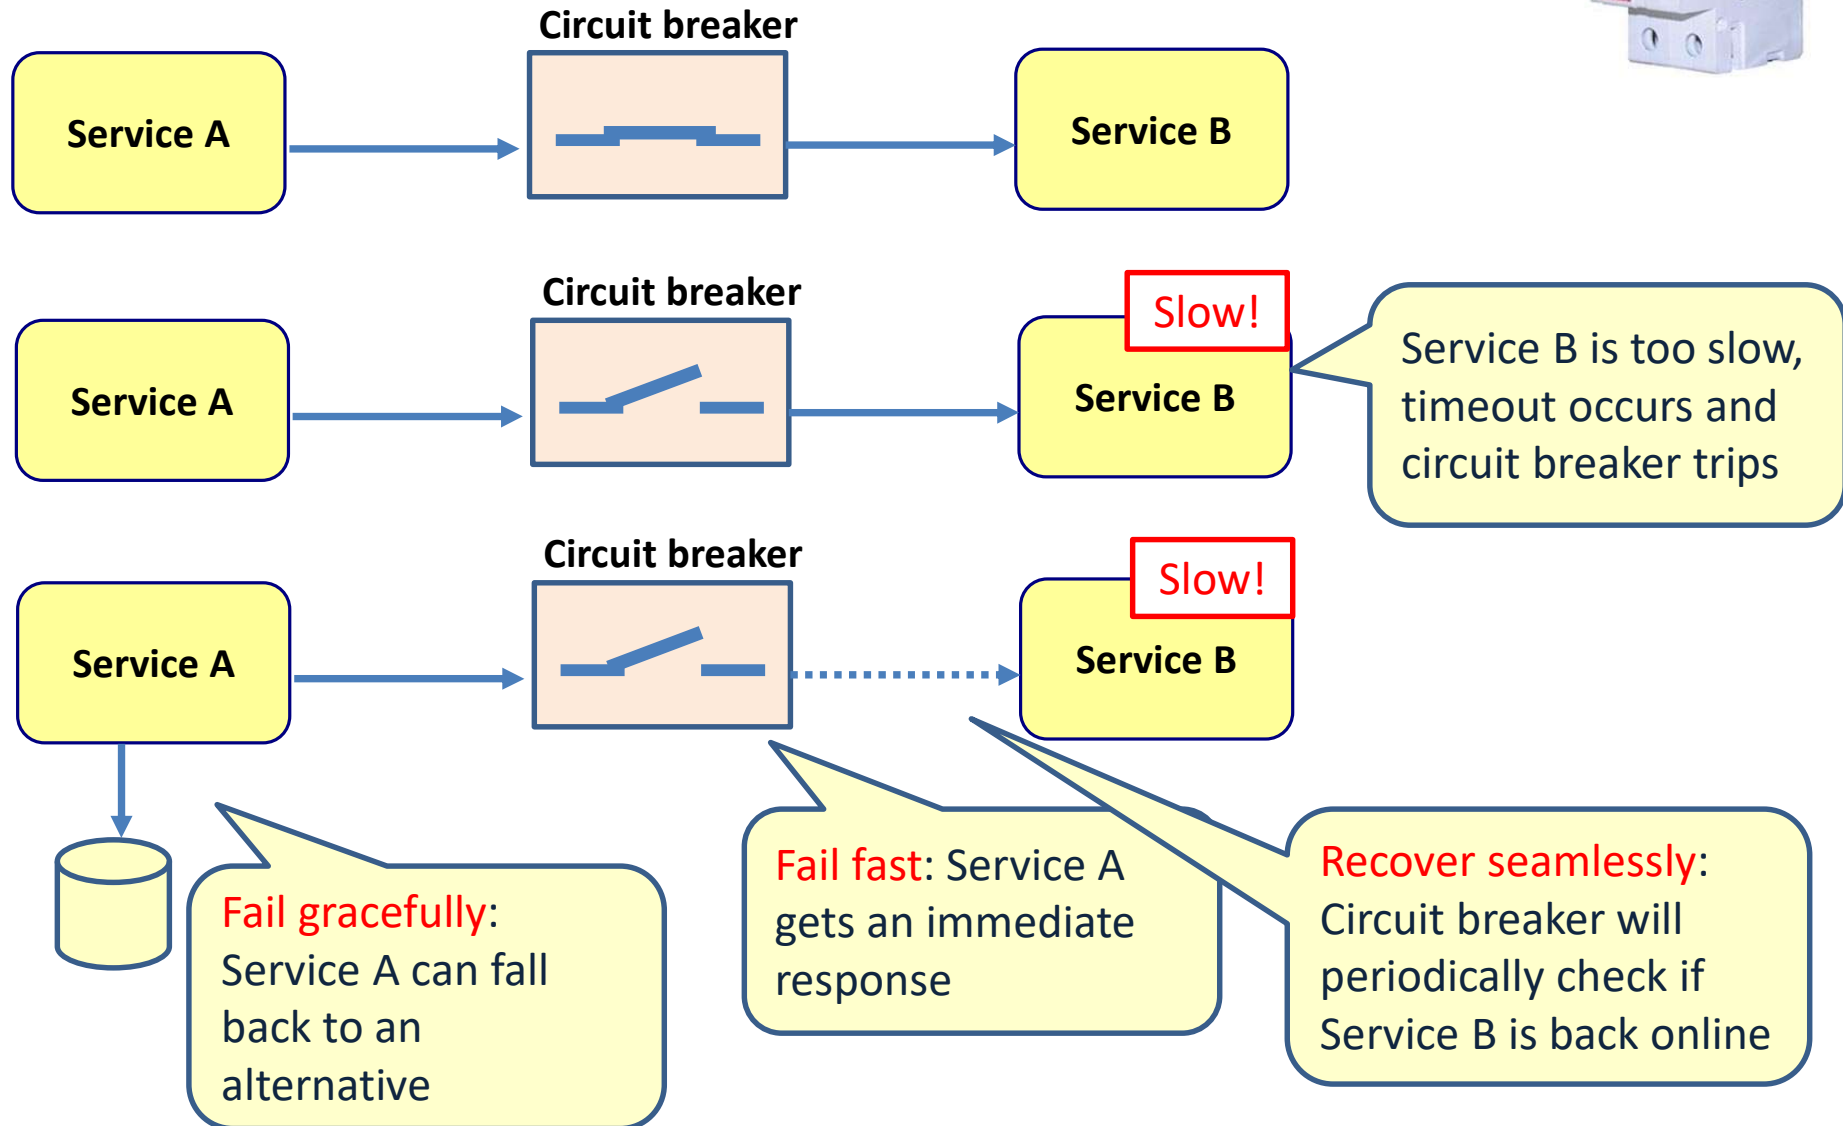 Circuit breaker
Service A
Service B
Circuit breaker
Slow!
Service A
Service B
Service B is too slow,
timeout occurs and
circuit breaker trips
Circuit breaker
Slow!
Service A
Service B
Fail gracefully:
Service A can fall
back to an
alternative
Fail fast: Service A
gets an immediate
response
Recover seamlessly:
Circuit breaker will
periodically check if
Service B is back online